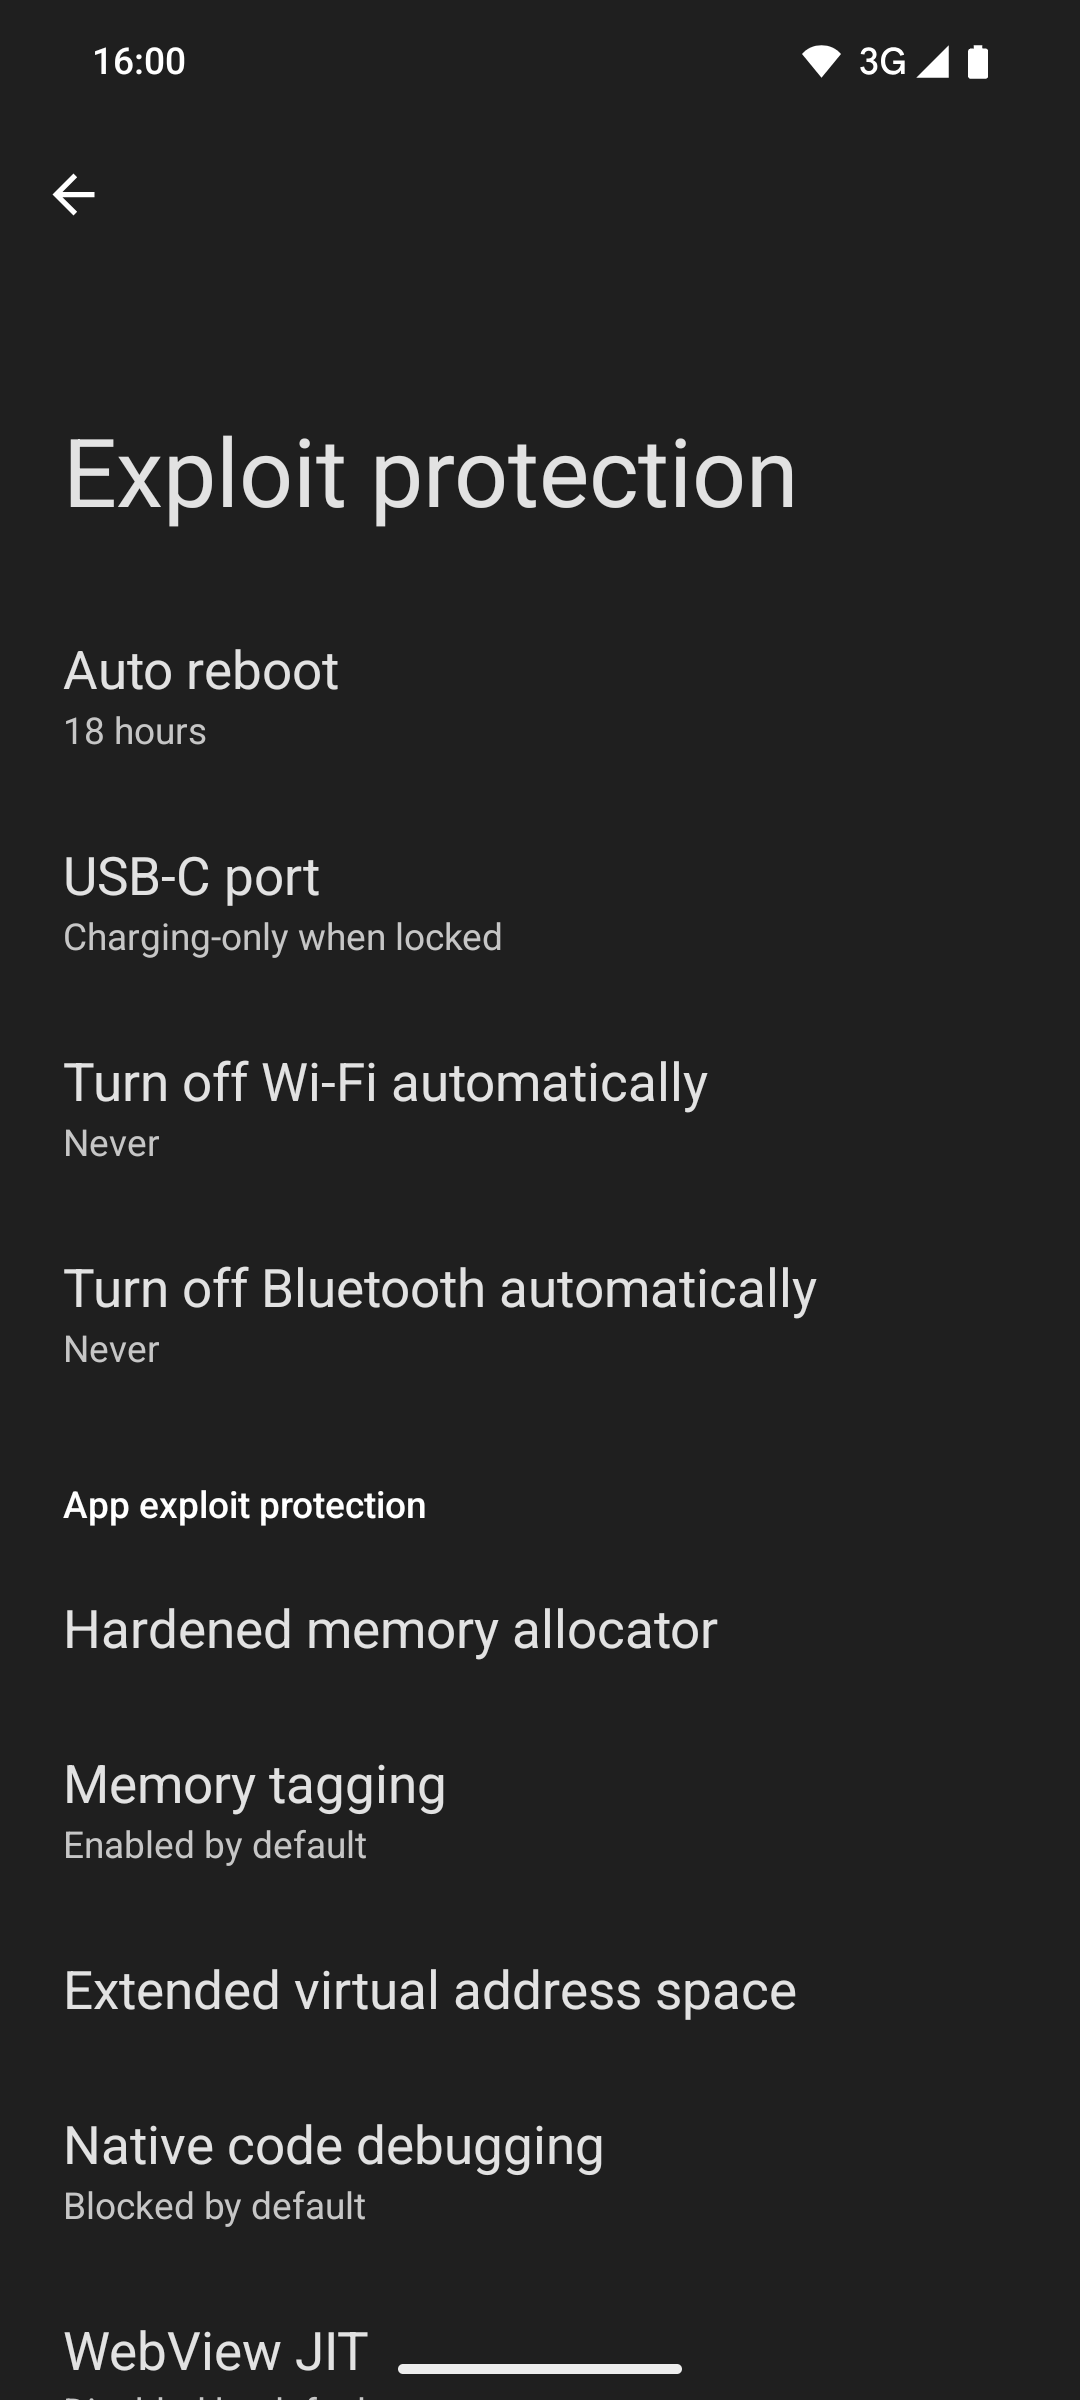 16:00 3G
Exploit protection
Auto reboot
18 hours
USB-C port
Charging-only when locked
Turn off Wi-Fi automatically
Never
Turn off Bluetooth automatically
Never
App exploit protection
Hardened memory allocator
Memory tagging
Enabled by default
Extended virtual address space
Native code debugging
Blocked by default
WebView JIT